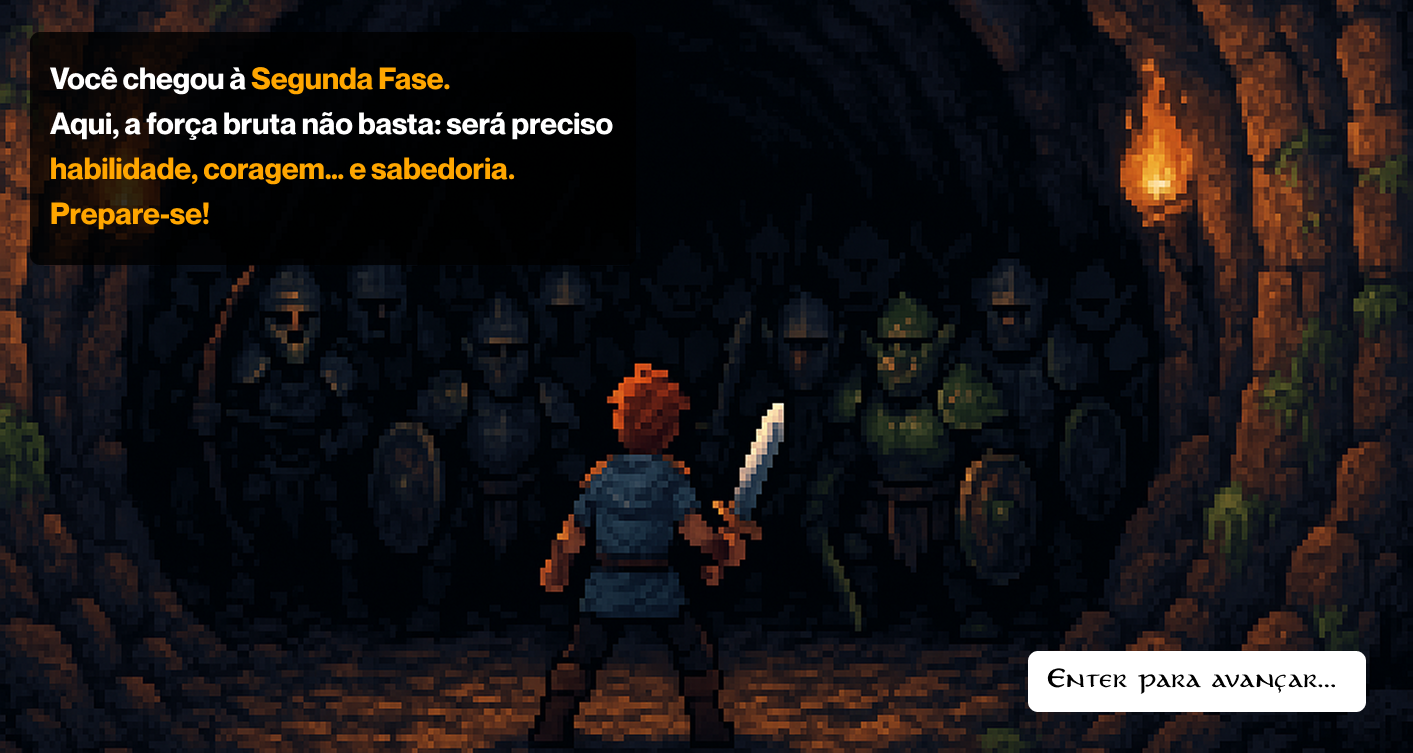 Você chegou à Segunda Fase.
Aqui, a força bruta não basta: será preciso
habilidade, coragem... e sabedoria.
Prepare-se!
Enter para avançar...